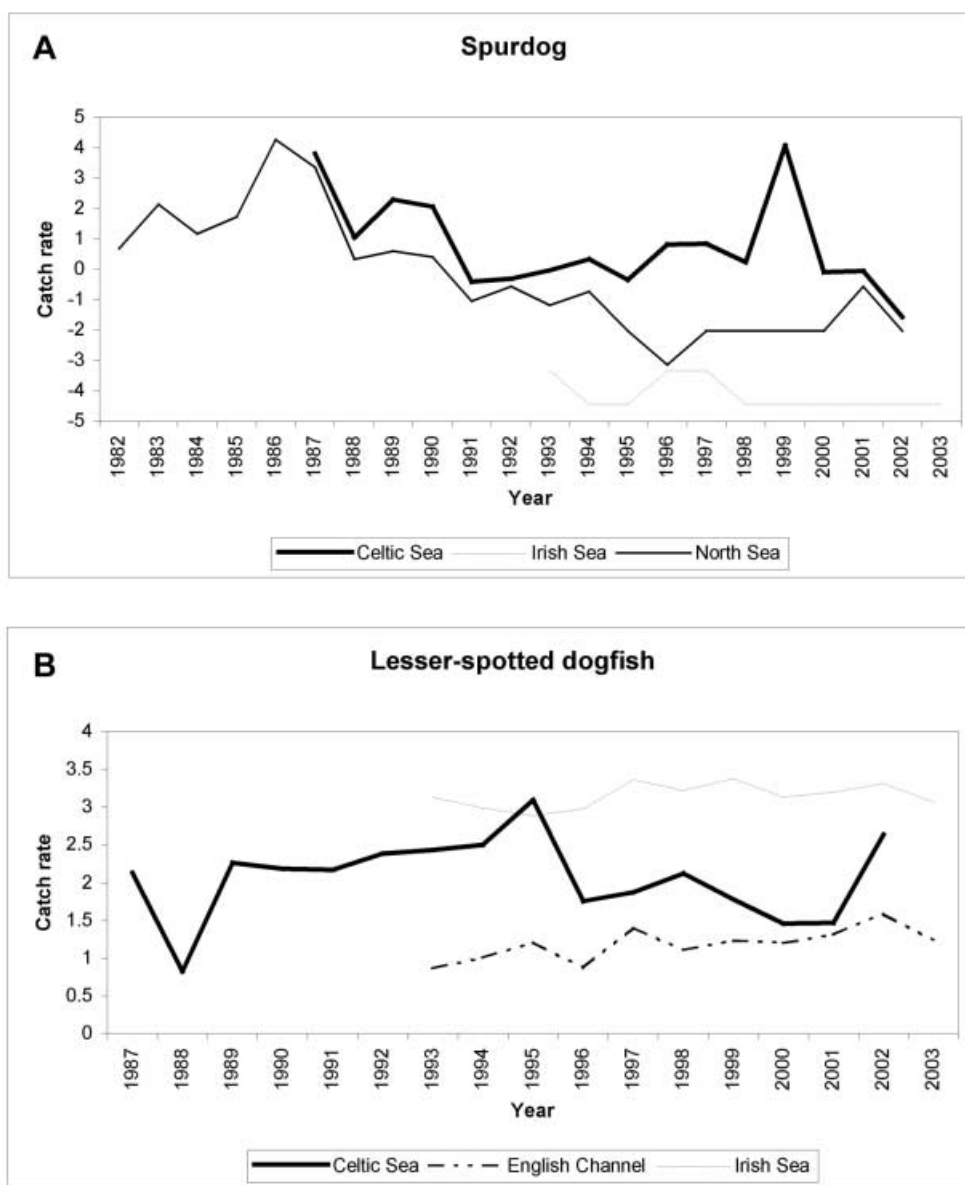 A
Spurdog
5
4
3
2
1
0
-1
-2
-3
-4
-5
Catch rate
1982 1983 1984 1985 1986 1987 1988 1989 1990 1991 1992 1993 1994 1995 1996 1997 1998 1999 2000 2001 2002 2003
Year
Celtic Sea Irish Sea North Sea
B
Lesser-spotted dogfish
4
3.5
3
2.5
2
1.5
1
0.5
0
Catch rate
1987 1988 1989 1990 1991 1992 1993 1994 1995 1996 1997 1998 1999 2000 2001 2002 2003
Year
Celtic Sea English Channel Irish Sea